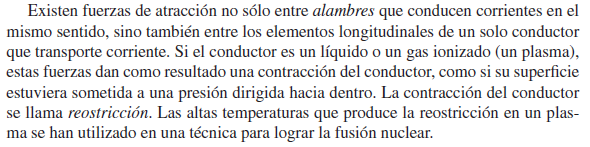 Existen fuerzas de atracción no sólo entre alambres que conducen corrientes en el
mismo sentido, sino también entre los elementos longitudinales de un solo conductor
que transporte corriente. Si el conductor es un líquido o un gas ionizado (un plasma),
estas fuerzas dan como resultado una contracción del conductor, como si su superficie
estuviera sometida a una presión dirigida hacia dentro. La contracción del conductor
se llama reostricción. Las altas temperaturas que produce la reostricción en un plas-
ma se han utilizado en una técnica para lograr la fusión nuclear.